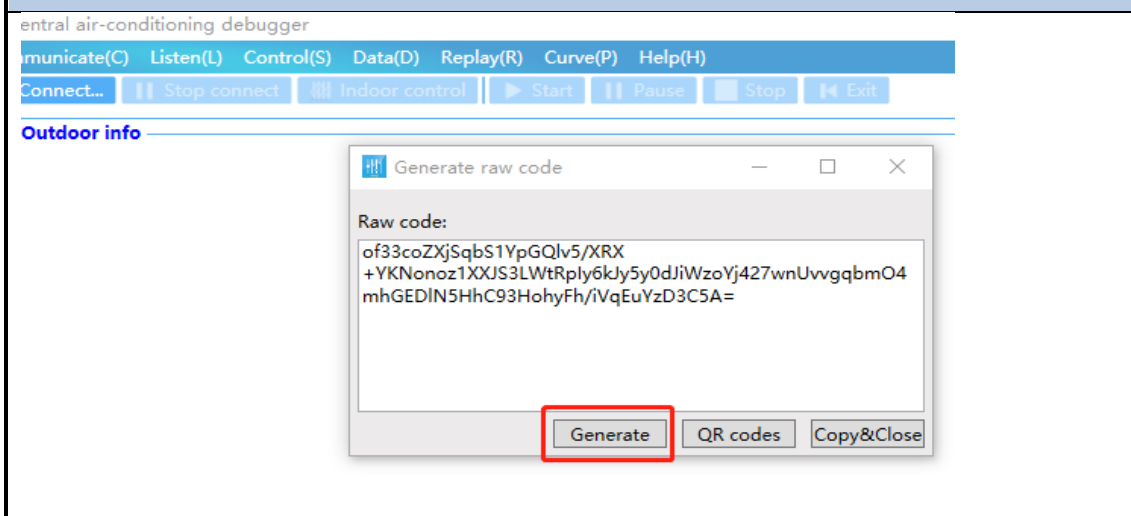 entral air-conditioning debugger
mmunicate(C) Listen(L) Control(S) Data(D) Replay(R) Curve(P) Help(H)
Connect... Stop connect Indoor control Start Pause Stop Exit
Outdoor info
Generate raw code
Raw code:
of33coZXjSqbS1YpGQlv5/XRX
+YKNonoz1XXJS3LWtRpIy6kJy5y0dJiWzoYj427wnUvvgqbmO4
mhGEDlN5HhC93HohyFh/iVqEuYzD3C5A=
Generate QR codes Copy&Close